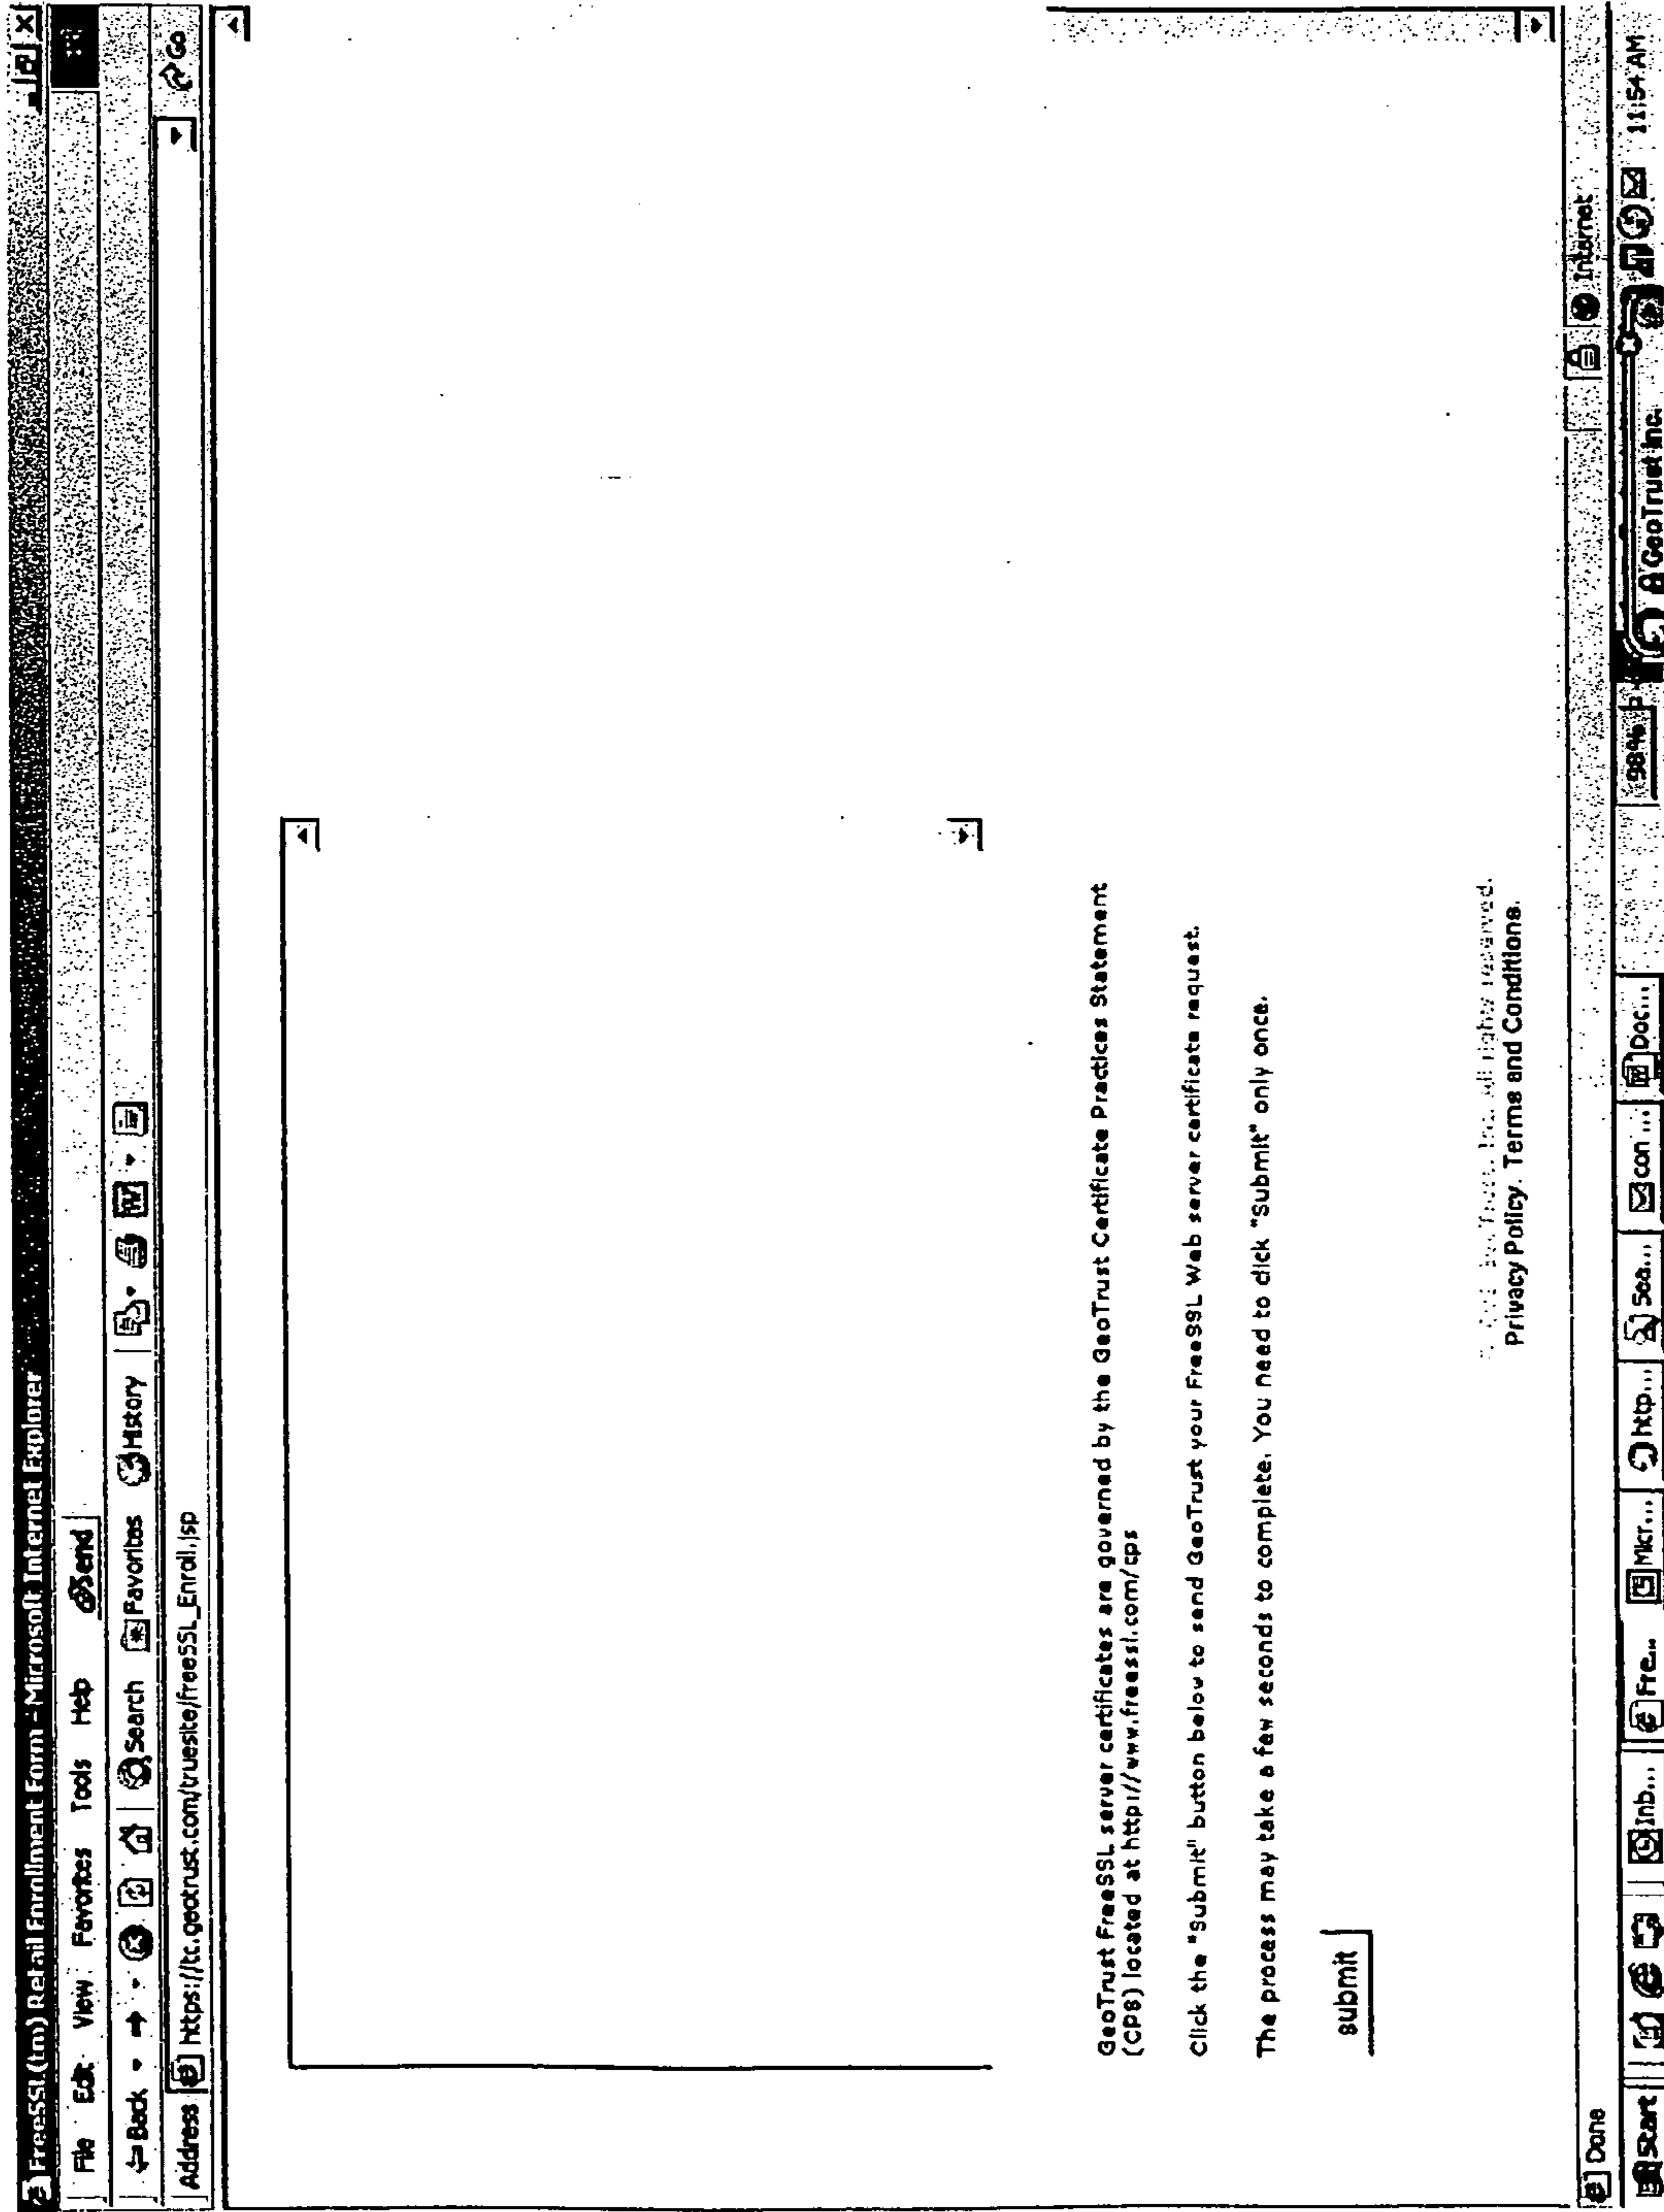 FreeSSL(tm) Retail Enrollment Form - Microsoft Internet Explorer
File Edit View Favorites Tools Help Send
Back Search Favorites History
Address https://tc.geotrust.com/truesite/freeSSL_Enroll.jsp Go
GeoTrust FreeSSL server certificates are governed by the GeoTrust Certificate Practices Statement
(CPS) located at http://www.freessl.com/cps
Click the "Submit" button below to send GeoTrust your FreeSSL Web server certificate request.
The process may take a few seconds to complete. You need to click "Submit" only once.
submit
All rights reserved.
Privacy Policy. Terms and Conditions.
Done Internet
Start Inb... Fre... Micr... http... Sea... con ... Doc... 98% GeoTrust Inc. 11:54 AM